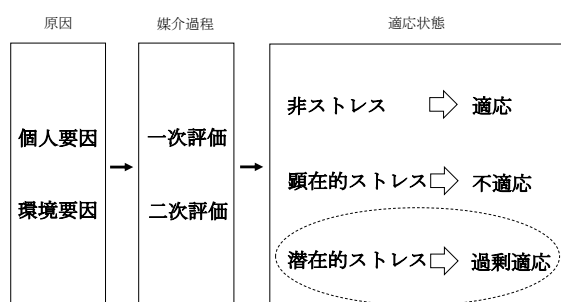 原因
媒介過程
適応状態
個人要因
環境要因
一次評価
二次評価
非ストレス
適応
顕在的ストレス
不適応
潜在的ストレス
過剰適応